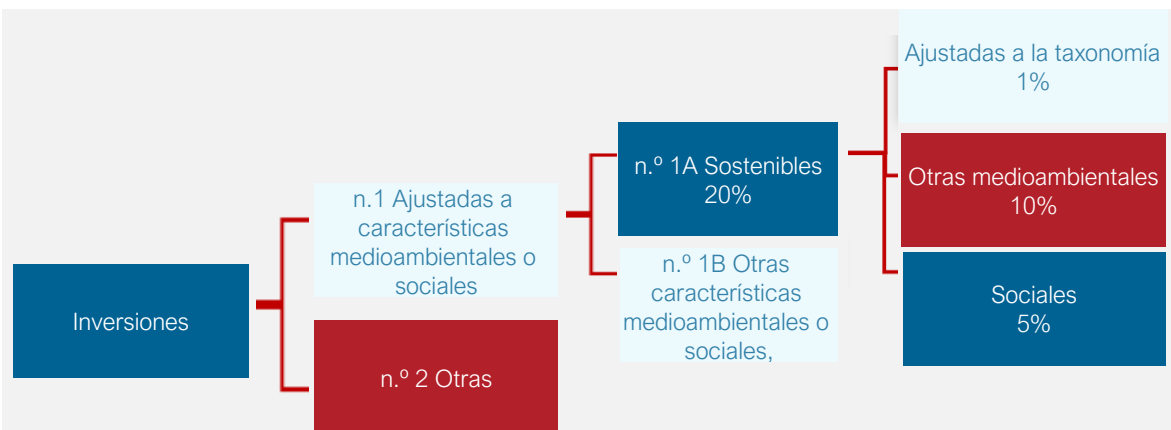 Inversiones
n.1 Ajustadas a
características
medioambientales o
sociales
n.º 2 Otras
n.º 1A Sostenibles
20%
n.º 1B Otras
características
medioambientales o
sociales,
Ajustadas a la taxonomía
1%
Otras medioambientales
10%
Sociales
5%